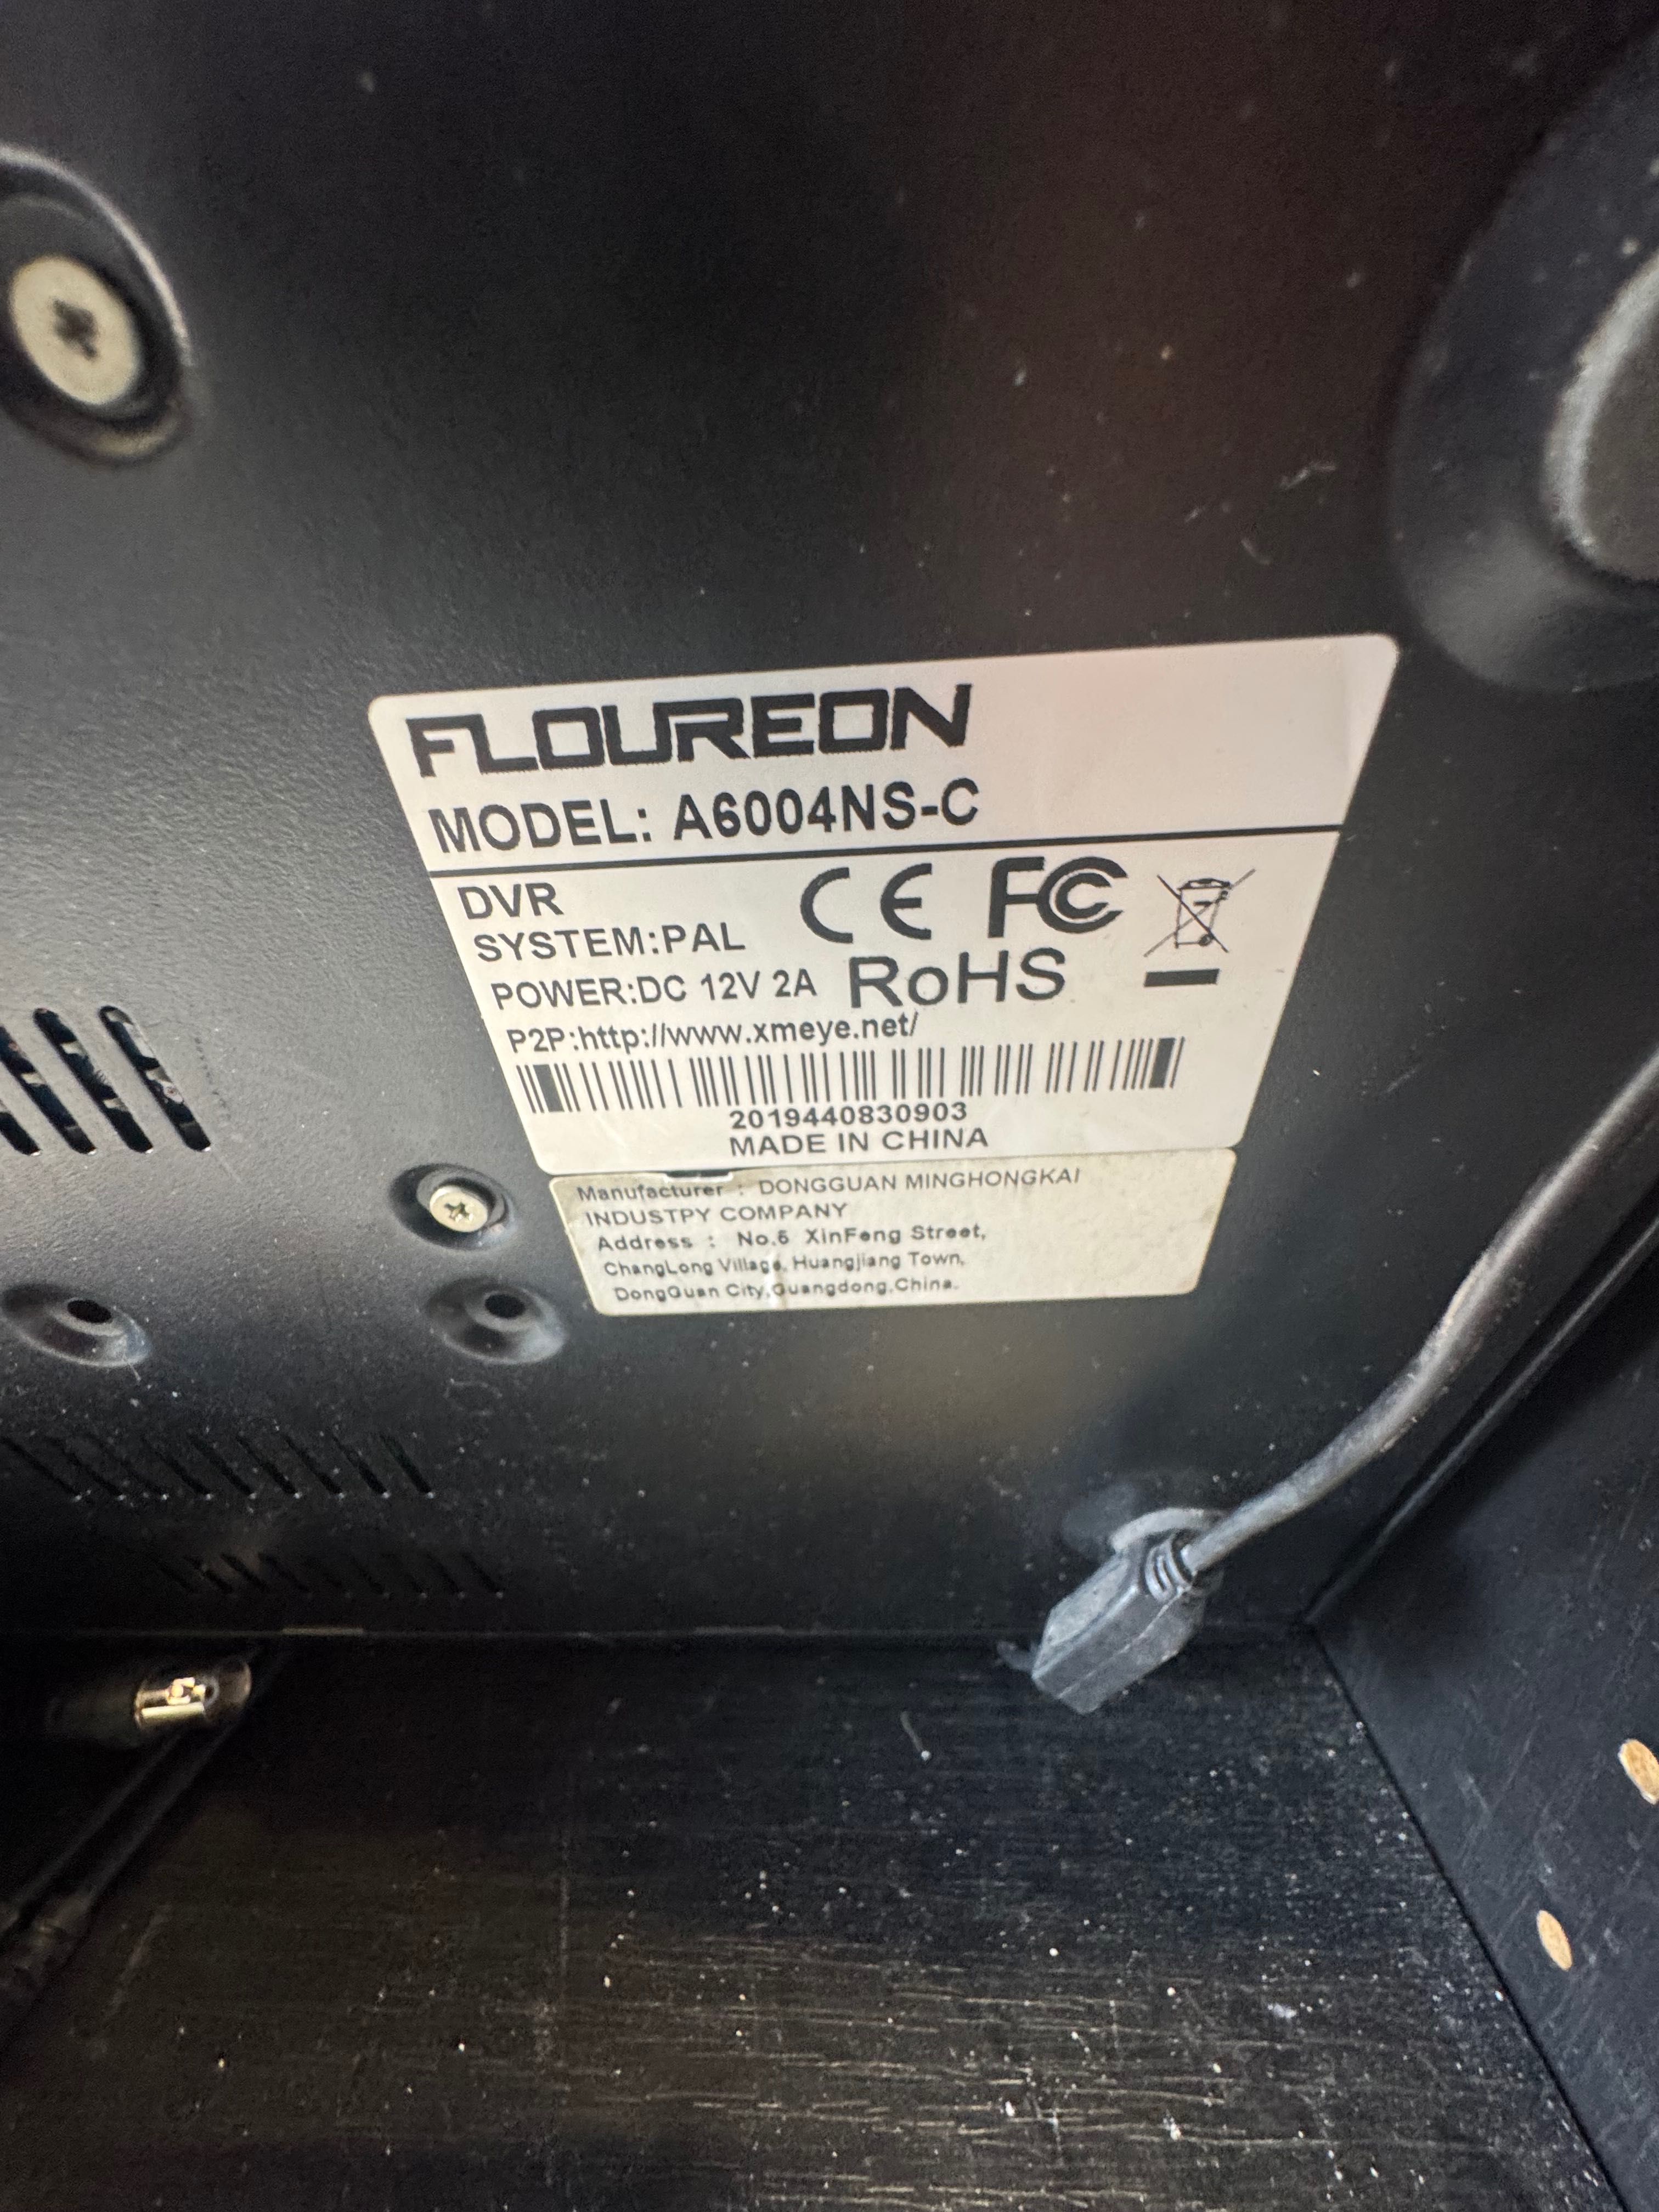 FLOUREON
MODEL: A6004NS-C
DVR
SYSTEM:PAL
POWER:DC 12V 2A
CE FC
RoHS
P2P:http://www.xmeye.net/
2019440830903
MADE IN CHINA
Manufacturer : DONGGUAN MINGHONGKAI
INDUSTPY COMPANY
Address : No.6 XinFeng Street,
ChangLong Village, Huangjiang Town,
DongGuan City,Guangdong,China.